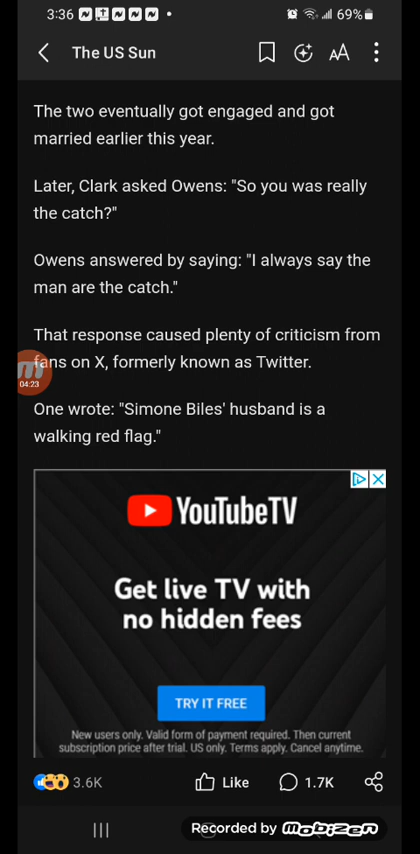 3:36 69%
The US Sun AA
The two eventually got engaged and got
married earlier this year.
Later, Clark asked Owens: "So you was really
the catch?"
Owens answered by saying: "I always say the
man are the catch."
That response caused plenty of criticism from
fans on X, formerly known as Twitter.
04:23
One wrote: "Simone Biles' husband is a
walking red flag."
YouTubeTV
Get live TV with
no hidden fees
TRY IT FREE
New users only. Valid form of payment required. Then current
subscription price after trial. US only. Terms apply. Cancel anytime.
3.6K Like 1.7K
Recorded by mobizen